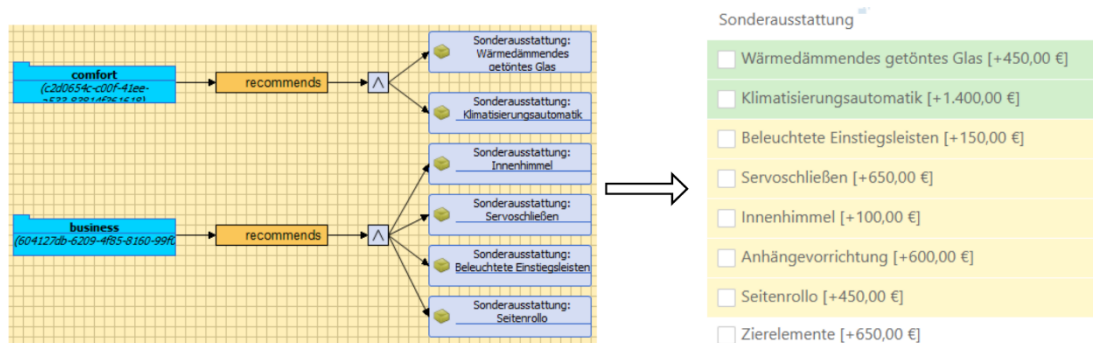 Sonderausstattung:
Wärmedämmendes
getöntes Glas
comfort
(c2d0654c-c00f-41ee-
recommends
Λ
Sonderausstattung:
Klimatisierungsautomatik
Sonderausstattung:
Innenhimmel
Sonderausstattung:
Servoschließen
business
(604127db-6209-4f85-8160-99f0
recommends
Λ
Sonderausstattung:
Beleuchtete Einstiegsleisten
Sonderausstattung:
Seitenrollo
Sonderausstattung
Wärmedämmendes getöntes Glas [+450,00 €]
Klimatisierungsautomatik [+1.400,00 €]
Beleuchtete Einstiegsleisten [+150,00 €]
Servoschließen [+650,00 €]
Innenhimmel [+100,00 €]
Anhängevorrichtung [+600,00 €]
Seitenrollo [+450,00 €]
Zierelemente [+650,00 €]